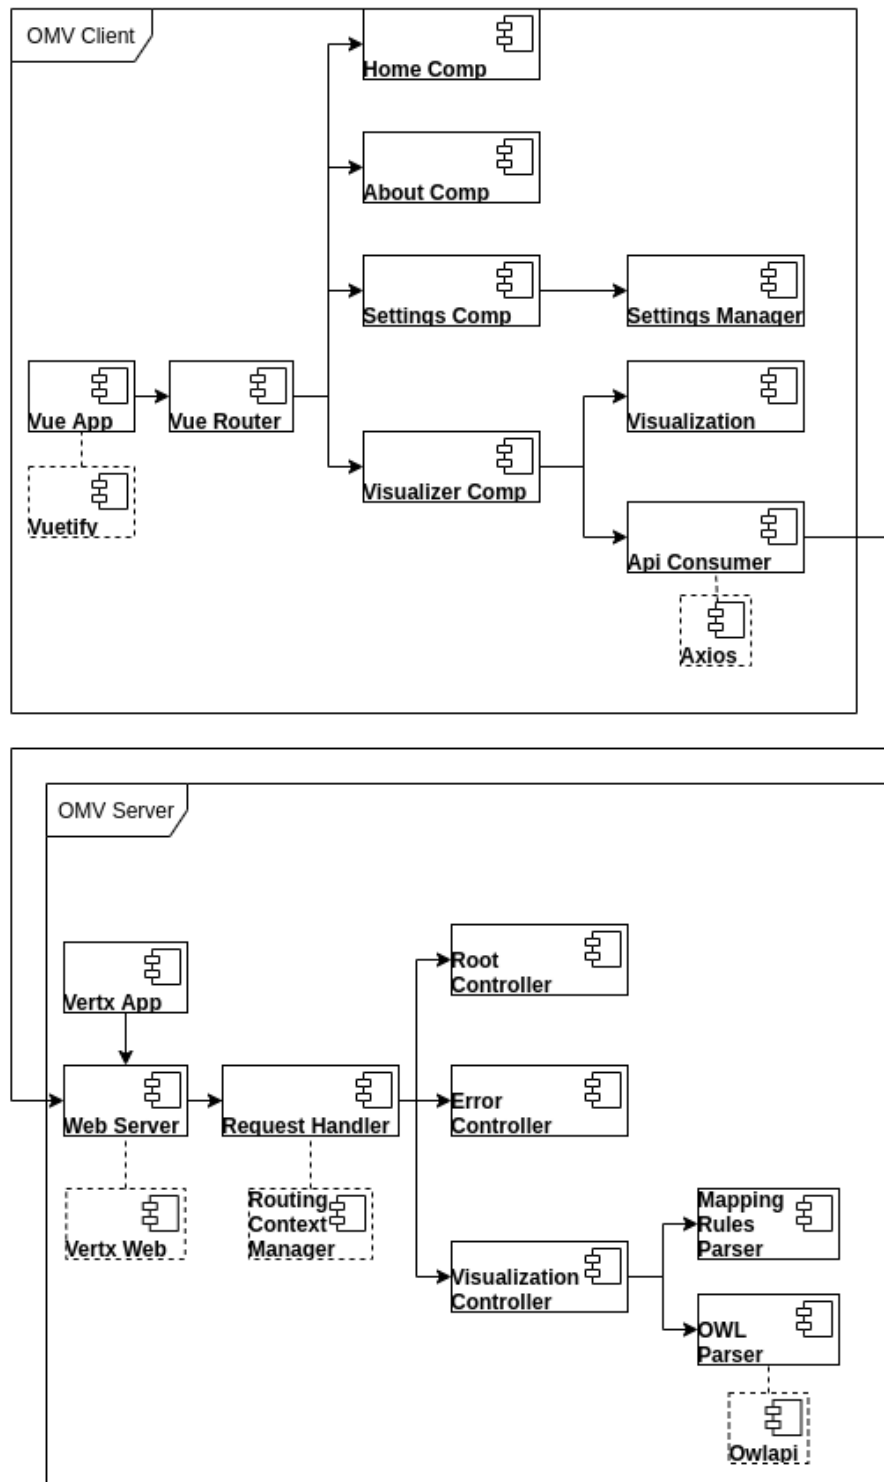 OMV Client
Home Comp
About Comp
Settings Comp
Settings Manager
Vue App
Vue Router
Visualization
Visualizer Comp
Vuetify
Api Consumer
Axios
OMV Server
Root
Controller
Vertx App
Web Server
Request Handler
Error
Controller
Vertx Web
Routing
Context
Manager
Mapping
Rules
Parser
Visualization
Controller
OWL
Parser
Owlapi